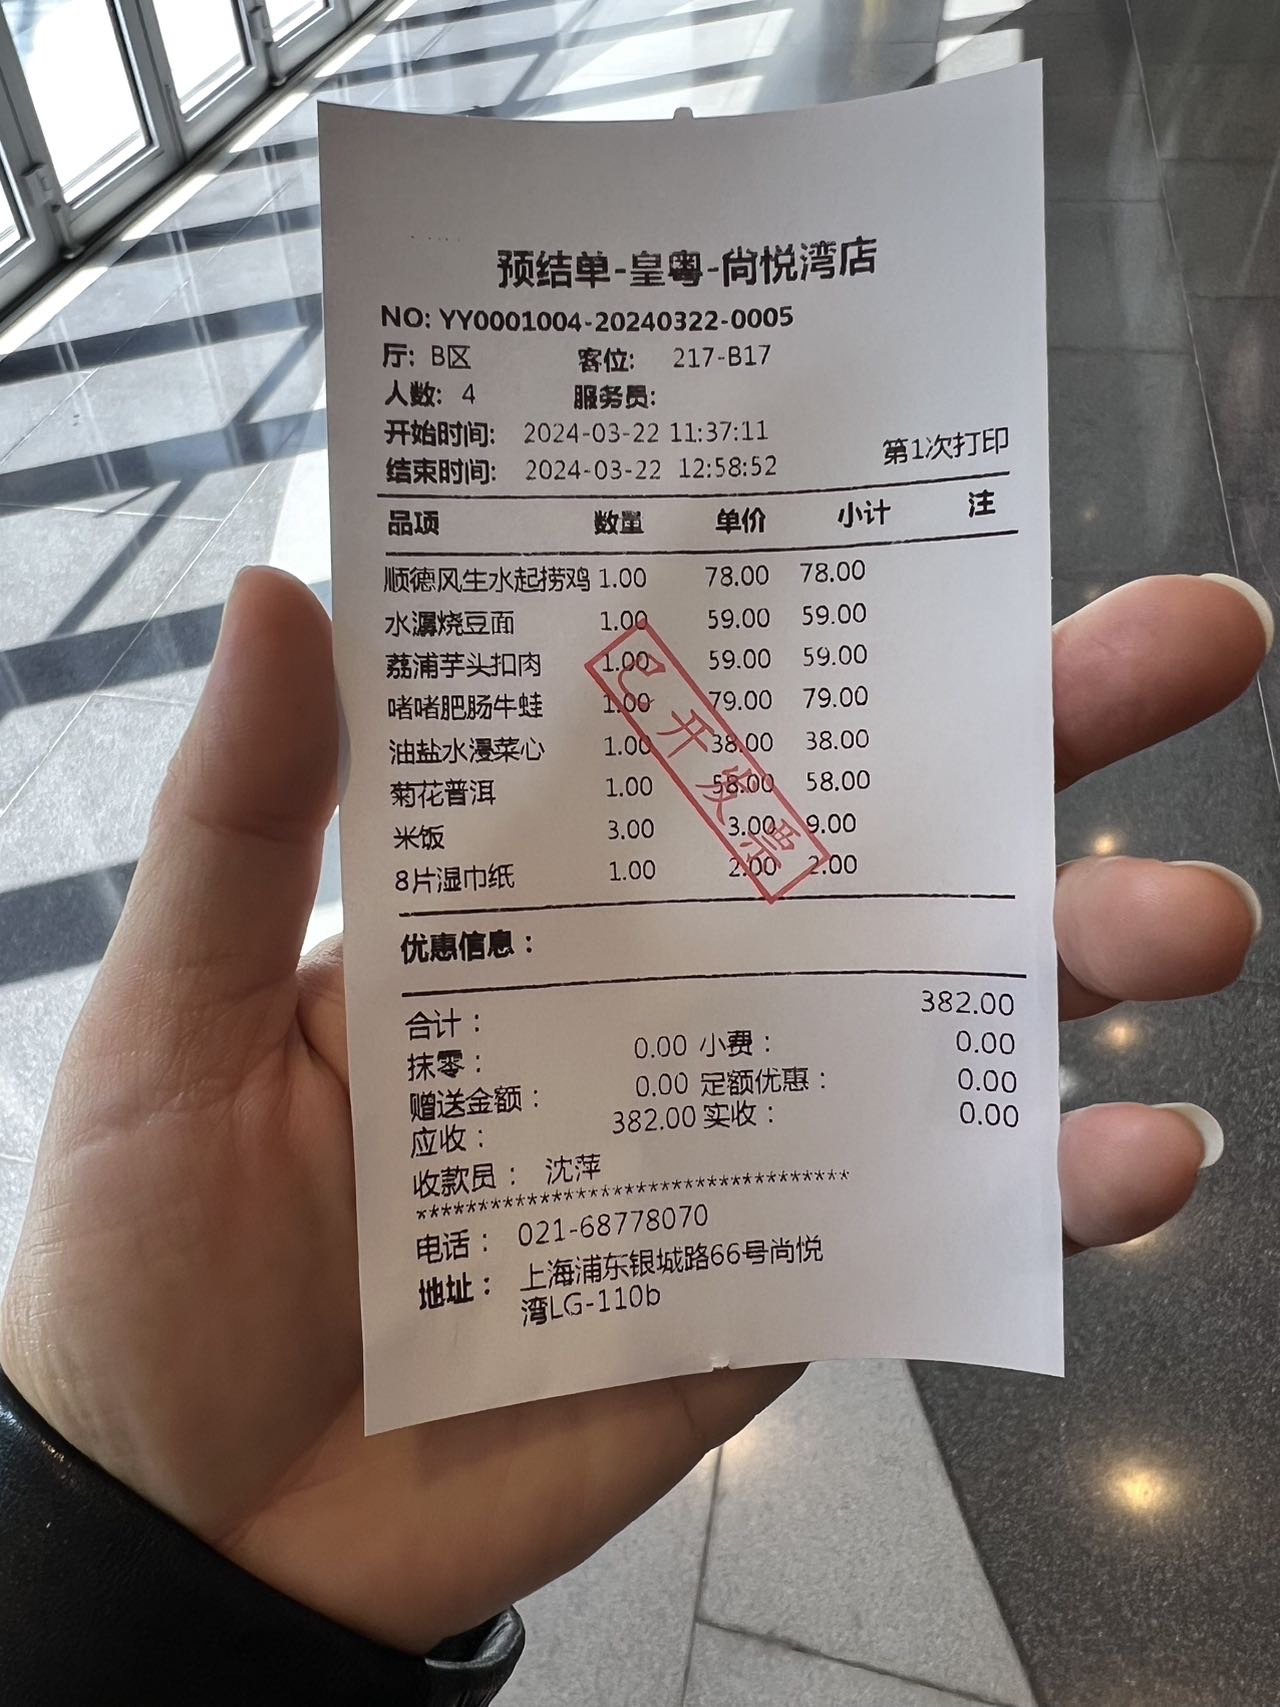 预结单-皇粤-尚悦湾店
NO: YY0001004-20240322-0005
厅: B区 客位: 217-B17
人数: 4 服务员:
开始时间: 2024-03-22 11:37:11
结束时间: 2024-03-22 12:58:52 第1次打印
品项 数量 单价 小计 注
顺德风生水起捞鸡 1.00 78.00 78.00
水潺烧豆面 1.00 59.00 59.00
荔浦芋头扣肉 1.00 59.00 59.00
啫啫肥肠牛蛙 1.00 79.00 79.00
油盐水浸菜心 1.00 38.00 38.00
菊花普洱 1.00 58.00 58.00
米饭 3.00 3.00 9.00
8片湿巾纸 1.00 2.00 2.00
已开发票
优惠信息：
合计： 382.00
抹零： 0.00 小费： 0.00
赠送金额： 0.00 定额优惠： 0.00
应收： 382.00 实收： 0.00
收款员： 沈萍
***********************************
电话： 021-68778070
地址： 上海浦东银城路66号尚悦
湾LG-110b